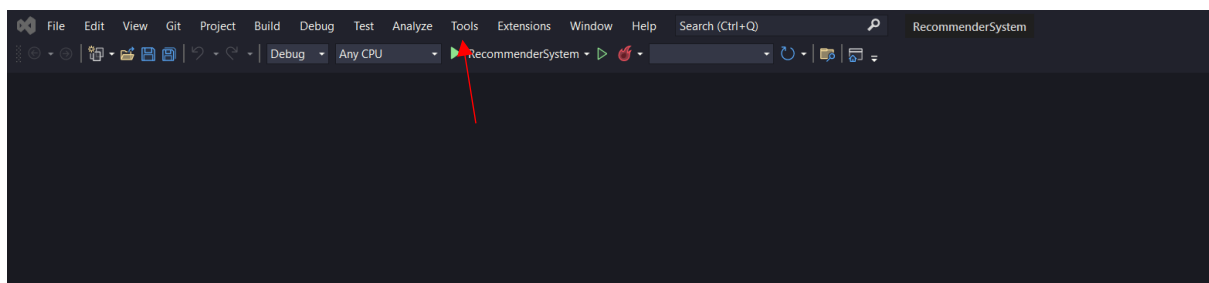 File Edit View Git Project Build Debug Test Analyze Tools Extensions Window Help Search (Ctrl+Q) RecommenderSystem
Debug Any CPU RecommenderSystem